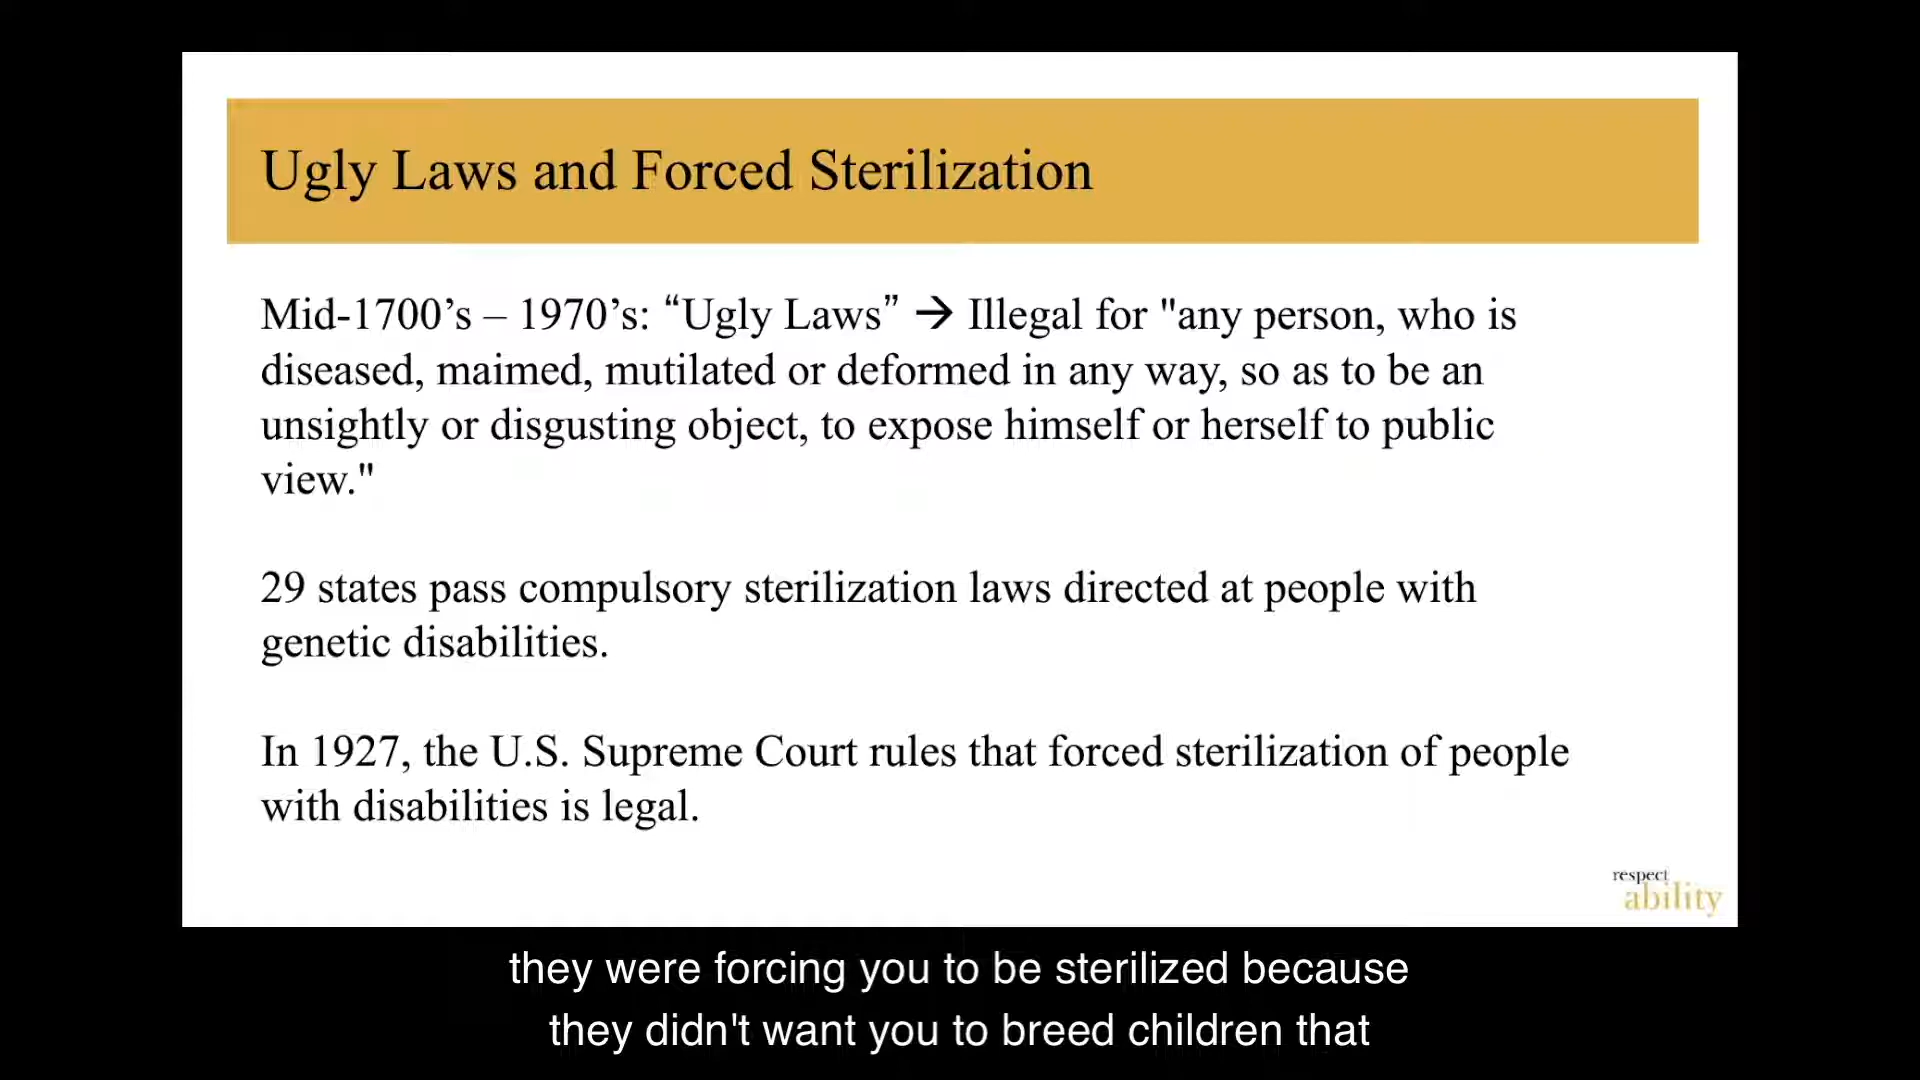 Ugly Laws and Forced Sterilization
Mid-1700’s – 1970’s: “Ugly Laws” → Illegal for "any person, who is
diseased, maimed, mutilated or deformed in any way, so as to be an
unsightly or disgusting object, to expose himself or herself to public
view."
29 states pass compulsory sterilization laws directed at people with
genetic disabilities.
In 1927, the U.S. Supreme Court rules that forced sterilization of people
with disabilities is legal.
respect
ability
they were forcing you to be sterilized because
they didn't want you to breed children that